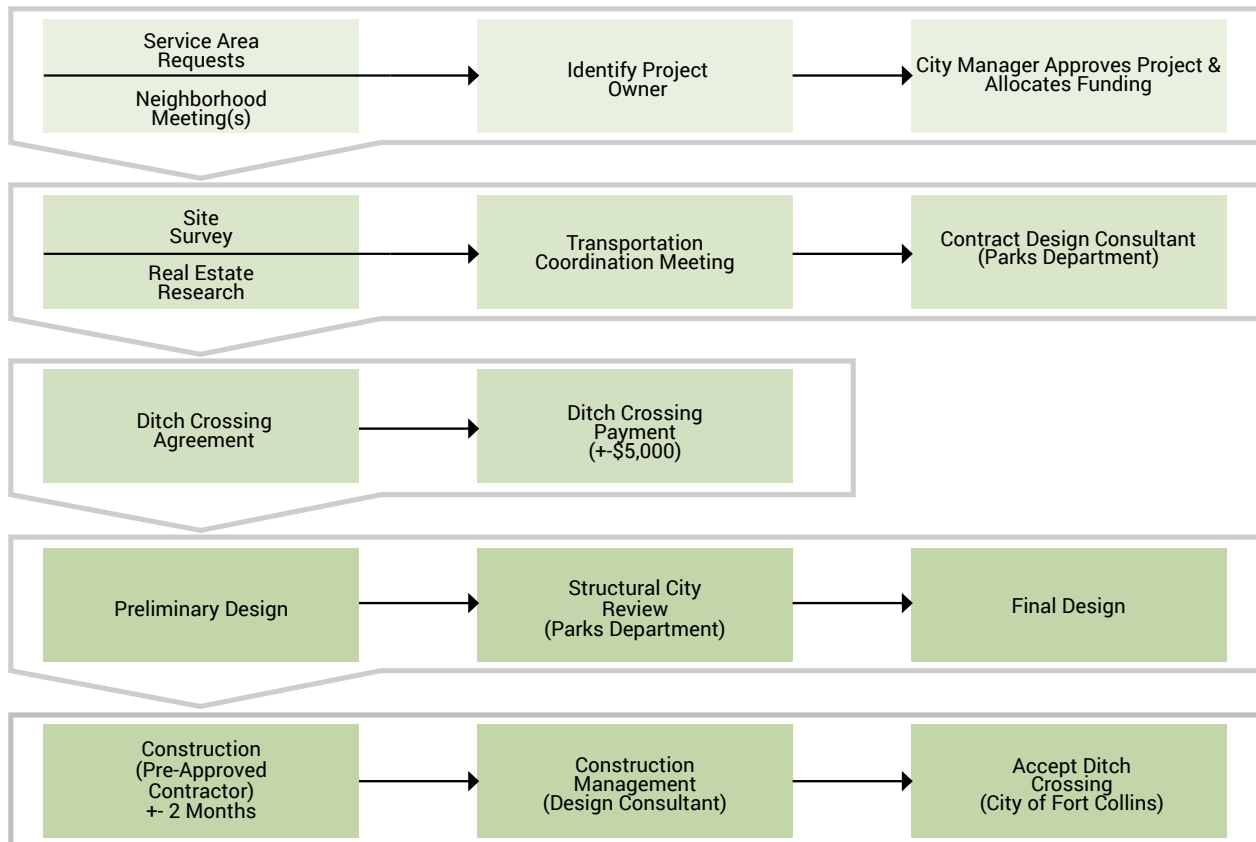 Service Area
Requests
Neighborhood
Meeting(s)
Identify Project
Owner
City Manager Approves Project &
Allocates Funding
Site
Survey
Real Estate
Research
Transportation
Coordination Meeting
Contract Design Consultant
(Parks Department)
Ditch Crossing
Agreement
Ditch Crossing
Payment
(+-$5,000)
Preliminary Design
Structural City
Review
(Parks Department)
Final Design
Construction
(Pre-Approved
Contractor)
+- 2 Months
Construction
Management
(Design Consultant)
Accept Ditch
Crossing
(City of Fort Collins)